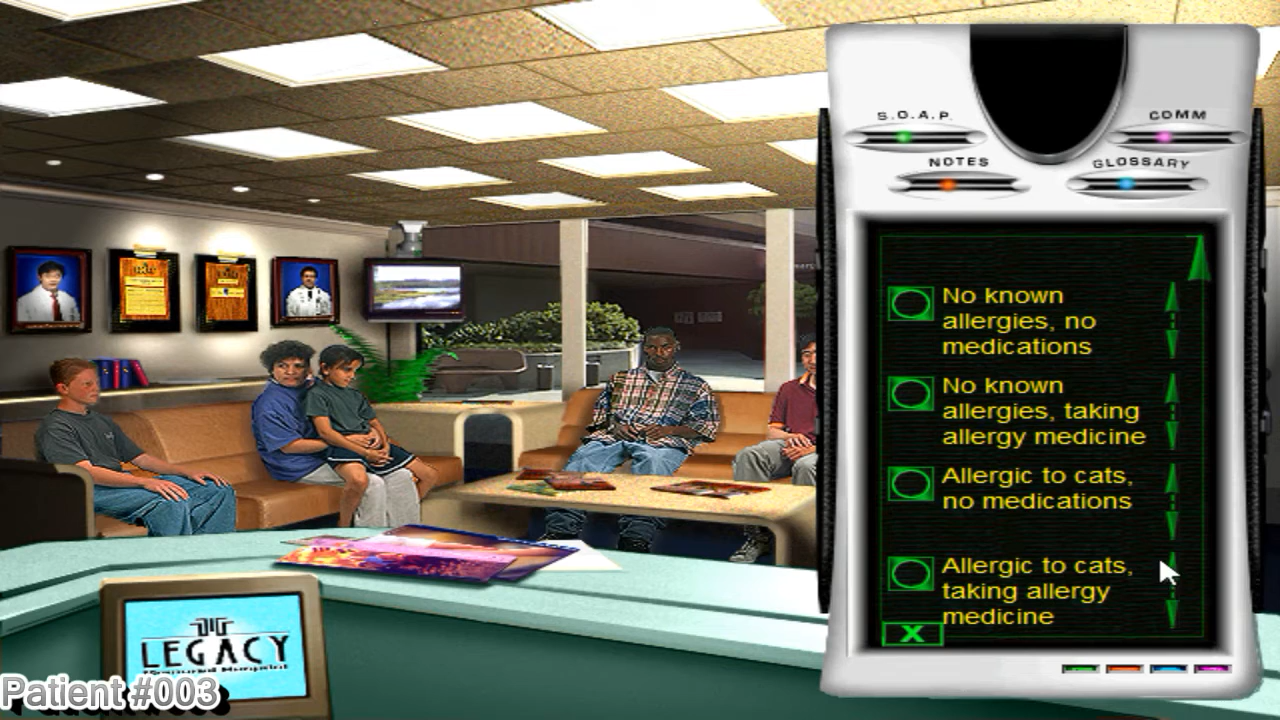 S.O.A.P.
COMM
NOTES
GLOSSARY
No known
allergies, no
medications
No known
allergies, taking
allergy medicine
Allergic to cats,
no medications
Allergic to cats,
taking allergy
medicine
X
LEGACY
Patient #003